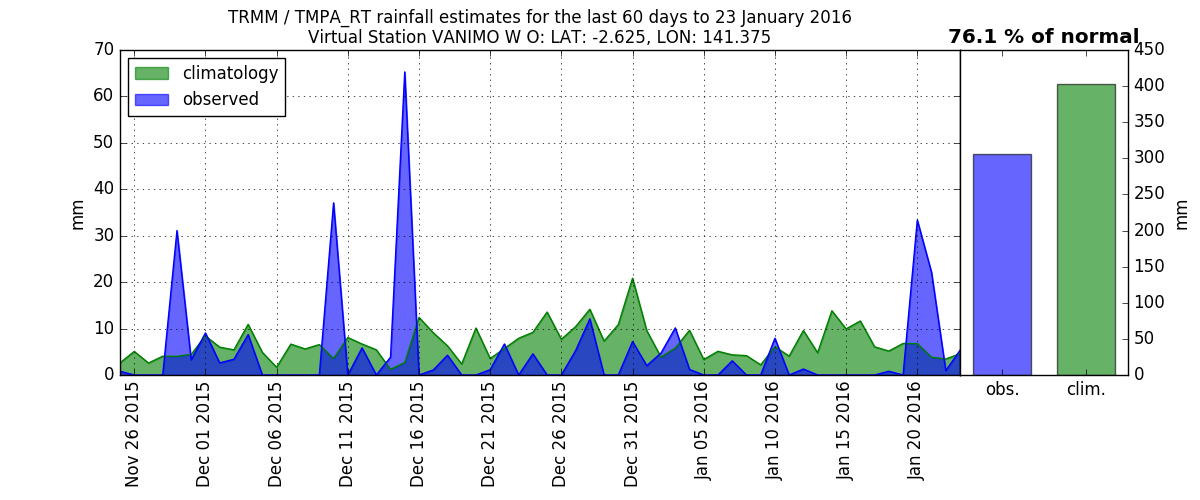 TRMM / TMPA_RT rainfall estimates for the last 60 days to 23 January 2016
Virtual Station VANIMO W O: LAT: -2.625, LON: 141.375
76.1 % of normal
climatology
observed
70
60
50
40
30
20
10
0
mm
Nov 26 2015
Dec 01 2015
Dec 06 2015
Dec 11 2015
Dec 16 2015
Dec 21 2015
Dec 26 2015
Dec 31 2015
Jan 05 2016
Jan 10 2016
Jan 15 2016
Jan 20 2016
450
400
350
300
250
200
150
100
50
0
mm
obs.
clim.